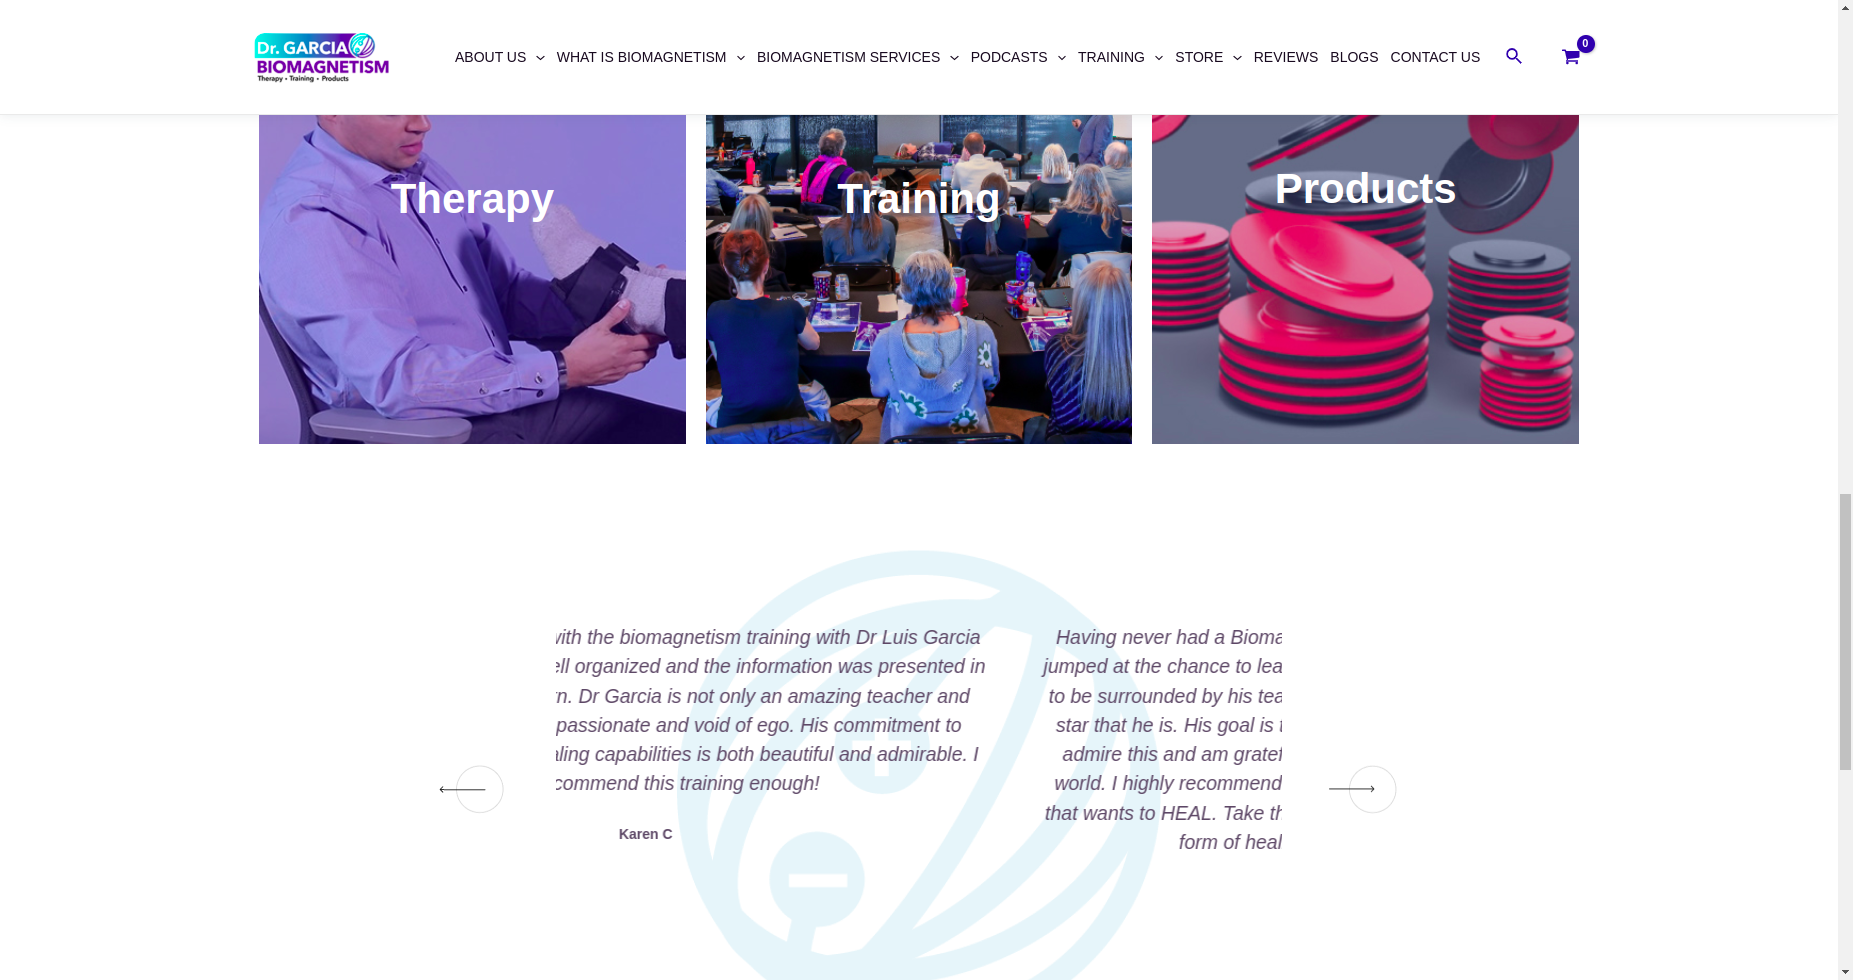 Dr. GARCIA
BIOMAGNETISM
Therapy • Training • Products
ABOUT US
WHAT IS BIOMAGNETISM
BIOMAGNETISM SERVICES
PODCASTS
TRAINING
STORE
REVIEWS
BLOGS
CONTACT US
0
Therapy
Training
Products
with the biomagnetism training with Dr Luis Garcia
ell organized and the information was presented in
rn. Dr Garcia is not only an amazing teacher and
passionate and void of ego. His commitment to
aling capabilities is both beautiful and admirable. I
commend this training enough!
Karen C
Having never had a Bioma
jumped at the chance to lea
to be surrounded by his tea
star that he is. His goal is t
admire this and am gratef
world. I highly recommend
that wants to HEAL. Take th
form of heal